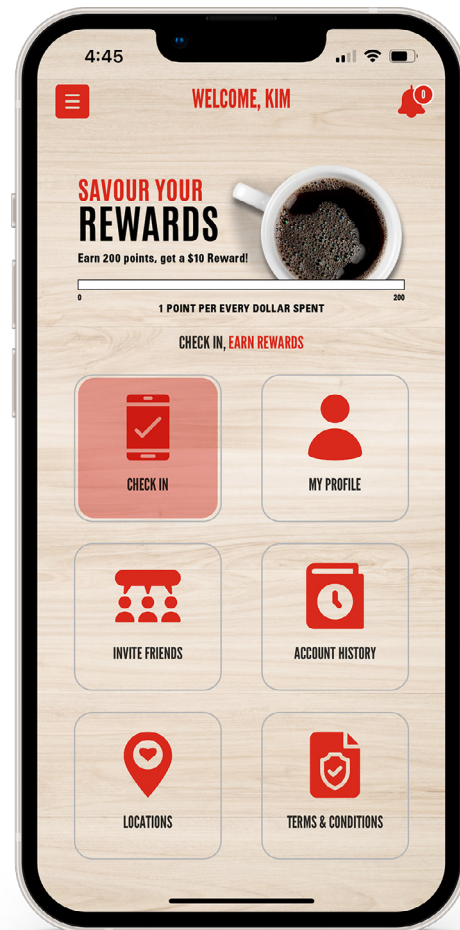 4:45
WELCOME, KIM
0
SAVOUR YOUR
REWARDS
Earn 200 points, get a $10 Reward!
0 200
1 POINT PER EVERY DOLLAR SPENT
CHECK IN, EARN REWARDS
CHECK IN
MY PROFILE
INVITE FRIENDS
ACCOUNT HISTORY
LOCATIONS
TERMS & CONDITIONS